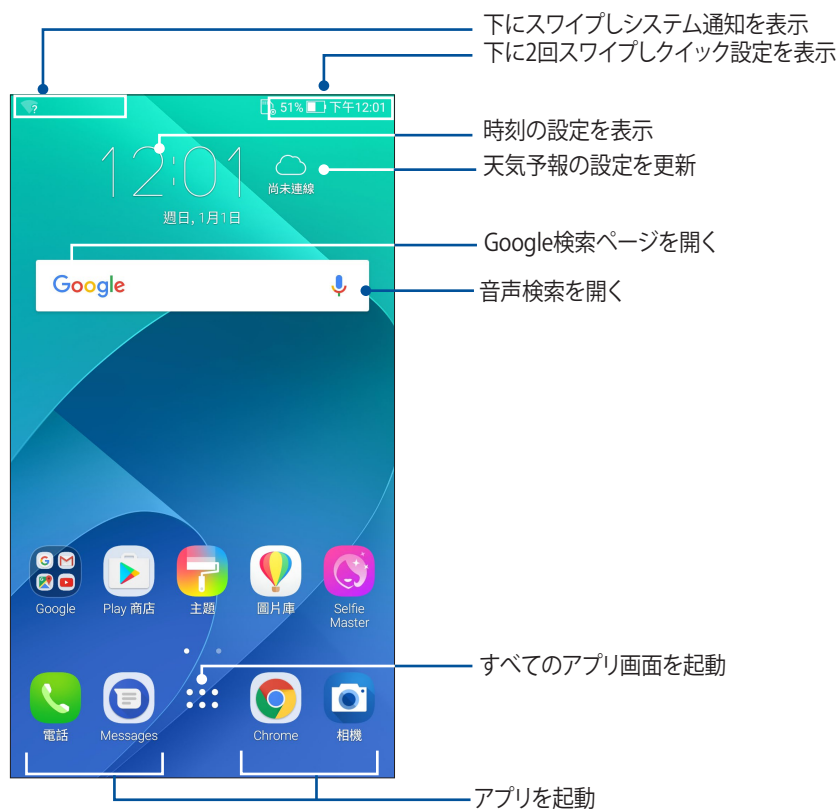 下にスワイプしシステム通知を表示
下に2回スワイプしクイック設定を表示
? 51% 下午12:01
時刻の設定を表示
12:01
天気予報の設定を更新
尚未連線
週日, 1月1日
Google検索ページを開く
Google
音声検索を開く
Google Play 商店 主題 圖片庫 Selfie
Master
すべてのアプリ画面を起動
電話 Messages Chrome 相機
アプリを起動